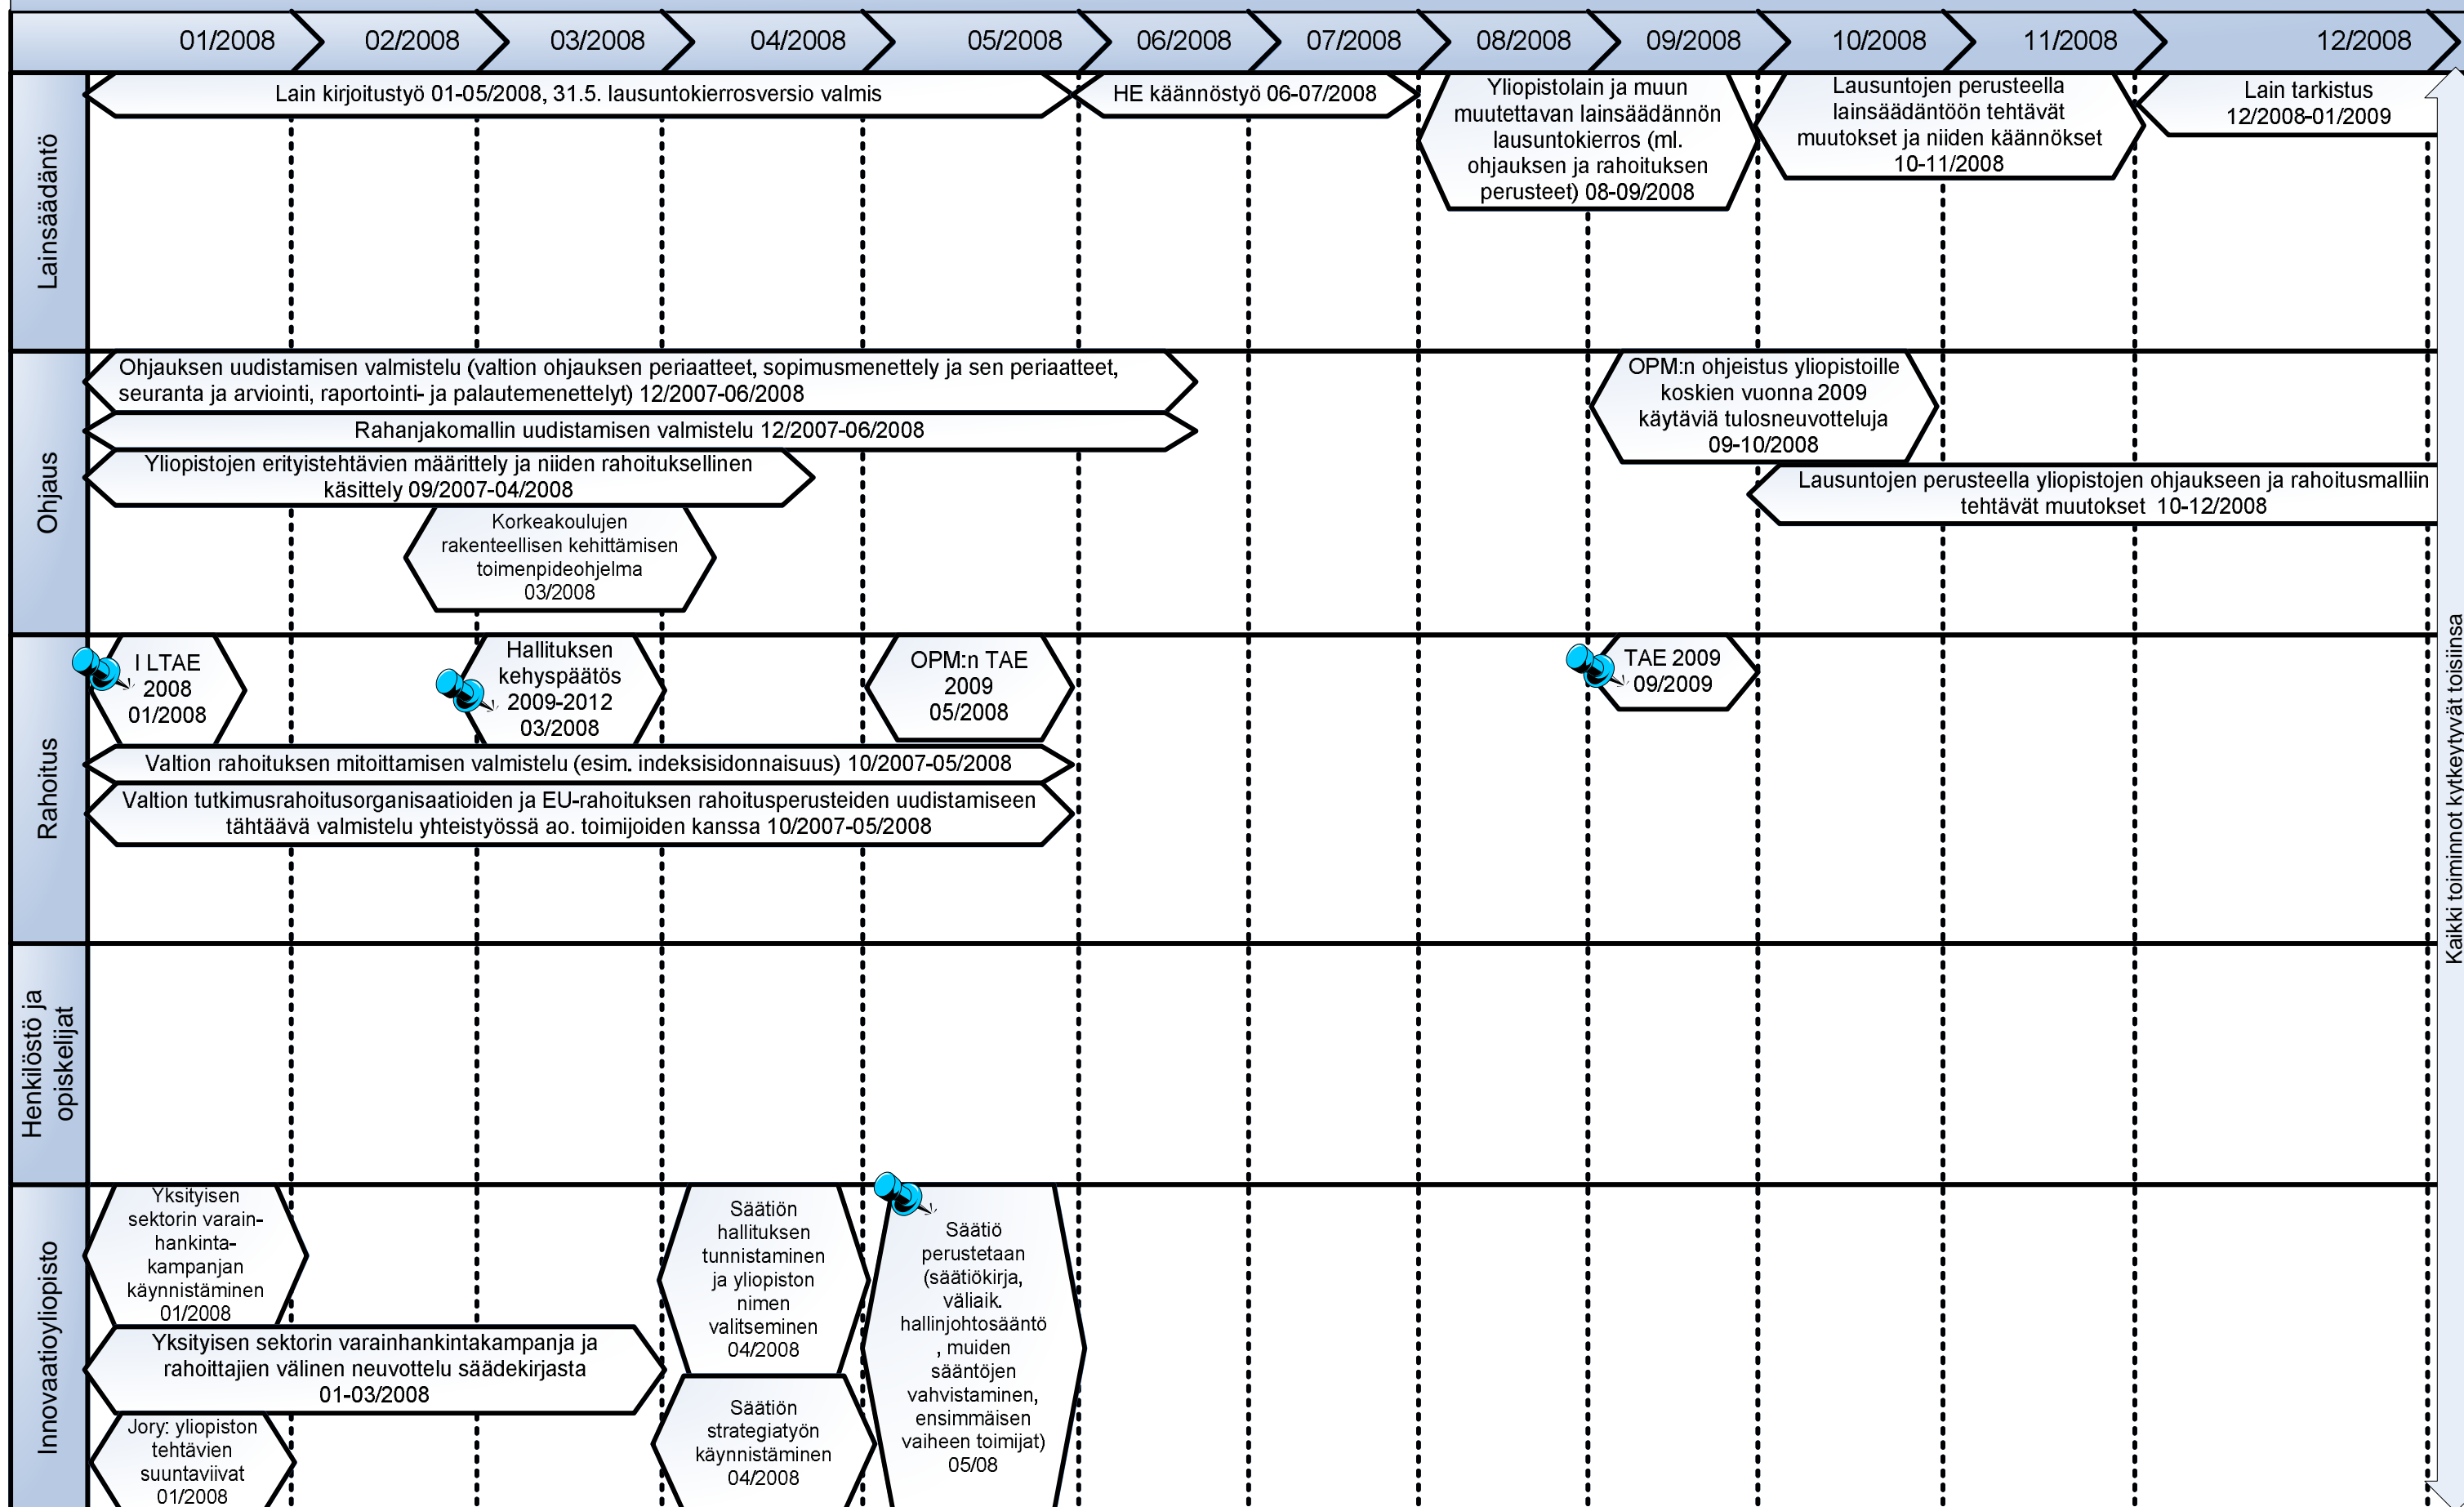 01/2008
02/2008
03/2008
04/2008
05/2008
06/2008
07/2008
08/2008
09/2008
10/2008
11/2008
12/2008
Lainsäädäntö
Lain kirjoitustyö 01-05/2008, 31.5. lausuntokierrosversio valmis
HE käännöstyö 06-07/2008
Yliopistolain ja muun
muutettavan lainsäädännön
lausuntokierros (ml.
ohjauksen ja rahoituksen
perusteet) 08-09/2008
Lausuntojen perusteella
lainsäädäntöön tehtävät
muutokset ja niiden käännökset
10-11/2008
Lain tarkistus
12/2008-01/2009
Ohjaus
Ohjauksen uudistamisen valmistelu (valtion ohjauksen periaatteet, sopimusmenettely ja sen periaatteet,
seuranta ja arviointi, raportointi- ja palautemenettelyt) 12/2007-06/2008
Rahanjakomallin uudistamisen valmistelu 12/2007-06/2008
Yliopistojen erityistehtävien määrittely ja niiden rahoituksellinen
käsittely 09/2007-04/2008
Korkeakoulujen
rakenteellisen kehittämisen
toimenpideohjelma
03/2008
OPM:n ohjeistus yliopistoille
koskien vuonna 2009
käytäviä tulosneuvotteluja
09-10/2008
Lausuntojen perusteella yliopistojen ohjaukseen ja rahoitusmalliin
tehtävät muutokset 10-12/2008
Rahoitus
I LTAE
2008
01/2008
Hallituksen
kehyspäätös
2009-2012
03/2008
OPM:n TAE
2009
05/2008
TAE 2009
09/2009
Valtion rahoituksen mitoittamisen valmistelu (esim. indeksisidonnaisuus) 10/2007-05/2008
Valtion tutkimusrahoitusorganisaatioiden ja EU-rahoituksen rahoitusperusteiden uudistamiseen
tähtäävä valmistelu yhteistyössä ao. toimijoiden kanssa 10/2007-05/2008
Henkilöstö ja
opiskelijat
Innovaatioyliopisto
Yksityisen
sektorin varain-
hankinta-
kampanjan
käynnistäminen
01/2008
Yksityisen sektorin varainhankintakampanja ja
rahoittajien välinen neuvottelu säädekirjasta
01-03/2008
Jory: yliopiston
tehtävien
suuntaviivat
01/2008
Säätiön
hallituksen
tunnistaminen
ja yliopiston
nimen
valitseminen
04/2008
Säätiön
strategiatyön
käynnistäminen
04/2008
Säätiö
perustetaan
(säätiökirja,
väliaik.
hallinjohtosääntö
, muiden
sääntöjen
vahvistaminen,
ensimmäisen
vaiheen toimijat)
05/08
Kaikki toiminnot kytkeytyvät toisiinsa